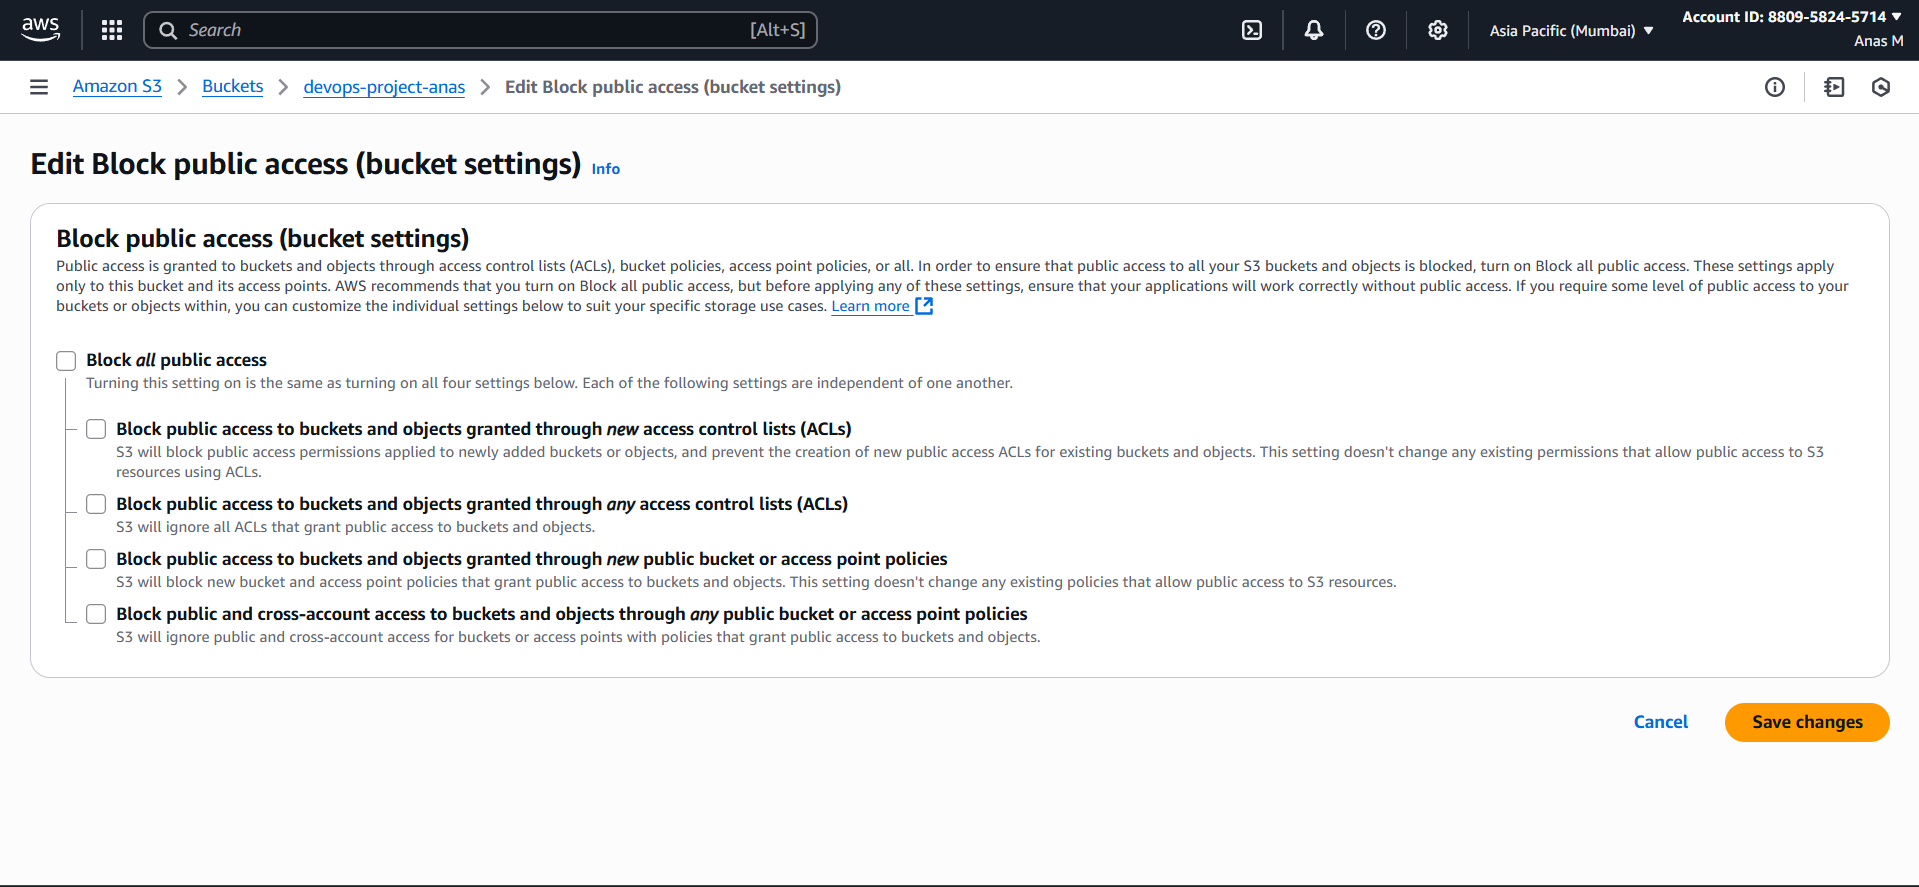 aws
Search [Alt+S]
Asia Pacific (Mumbai)
Account ID: 8809-5824-5714
Anas M
Amazon S3 > Buckets > devops-project-anas > Edit Block public access (bucket settings)
Edit Block public access (bucket settings) Info
Block public access (bucket settings)
Public access is granted to buckets and objects through access control lists (ACLs), bucket policies, access point policies, or all. In order to ensure that public access to all your S3 buckets and objects is blocked, turn on Block all public access. These settings apply
only to this bucket and its access points. AWS recommends that you turn on Block all public access, but before applying any of these settings, ensure that your applications will work correctly without public access. If you require some level of public access to your
buckets or objects within, you can customize the individual settings below to suit your specific storage use cases. Learn more
Block all public access
Turning this setting on is the same as turning on all four settings below. Each of the following settings are independent of one another.
Block public access to buckets and objects granted through new access control lists (ACLs)
S3 will block public access permissions applied to newly added buckets or objects, and prevent the creation of new public access ACLs for existing buckets and objects. This setting doesn't change any existing permissions that allow public access to S3
resources using ACLs.
Block public access to buckets and objects granted through any access control lists (ACLs)
S3 will ignore all ACLs that grant public access to buckets and objects.
Block public access to buckets and objects granted through new public bucket or access point policies
S3 will block new bucket and access point policies that grant public access to buckets and objects. This setting doesn't change any existing policies that allow public access to S3 resources.
Block public and cross-account access to buckets and objects through any public bucket or access point policies
S3 will ignore public and cross-account access for buckets or access points with policies that grant public access to buckets and objects.
Cancel
Save changes